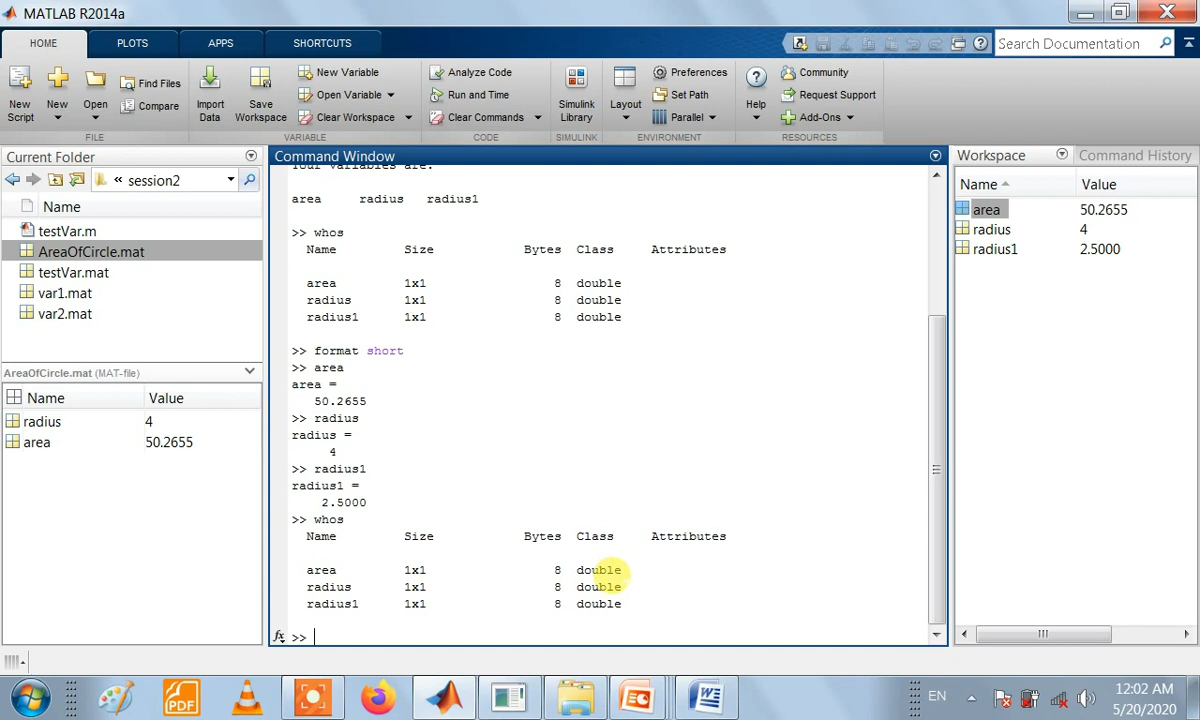 MATLAB R2014a
HOME PLOTS APPS SHORTCUTS Search Documentation
New Script New Open Find Files Compare Import Data Save Workspace New Variable Open Variable Clear Workspace Analyze Code Run and Time Clear Commands Simulink Library Layout Preferences Set Path Parallel Help Community Request Support Add-Ons
FILE VARIABLE CODE SIMULINK ENVIRONMENT RESOURCES
Current Folder
« session2
Name
testVar.m
AreaOfCircle.mat
testVar.mat
var1.mat
var2.mat
AreaOfCircle.mat (MAT-file)
Name Value
radius 4
area 50.2655
Command Window
Your variables are:
area radius radius1
>> whos
Name Size Bytes Class Attributes
area 1x1 8 double
radius 1x1 8 double
radius1 1x1 8 double
>> format short
>> area
area =
50.2655
>> radius
radius =
4
>> radius1
radius1 =
2.5000
>> whos
Name Size Bytes Class Attributes
area 1x1 8 double
radius 1x1 8 double
radius1 1x1 8 double
fx >>
Workspace Command History
Name Value
area 50.2655
radius 4
radius1 2.5000
PDF
EN
12:02 AM
5/20/2020